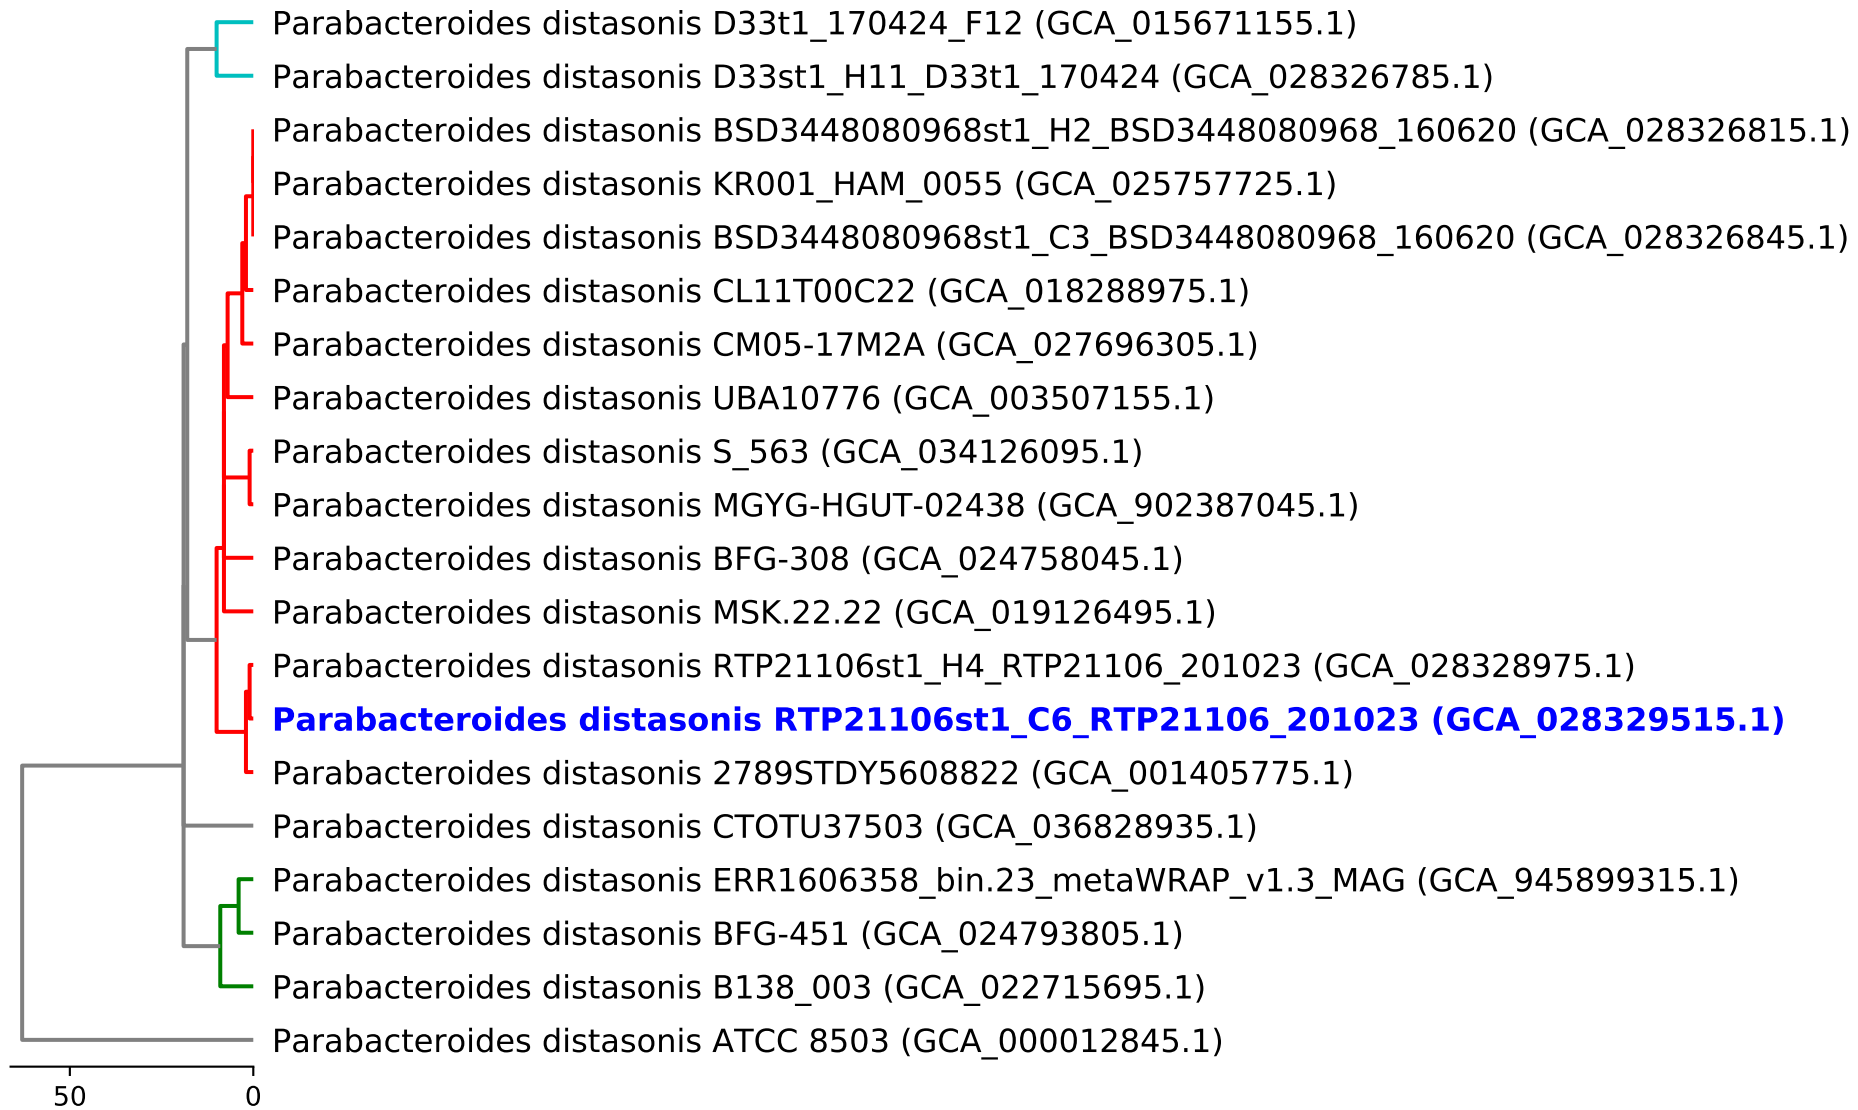 Parabacteroides distasonis D33t1_170424_F12 (GCA_015671155.1)
Parabacteroides distasonis D33st1_H11_D33t1_170424 (GCA_028326785.1)
Parabacteroides distasonis BSD3448080968st1_H2_BSD3448080968_160620 (GCA_028326815.1)
Parabacteroides distasonis KR001_HAM_0055 (GCA_025757725.1)
Parabacteroides distasonis BSD3448080968st1_C3_BSD3448080968_160620 (GCA_028326845.1)
Parabacteroides distasonis CL11T00C22 (GCA_018288975.1)
Parabacteroides distasonis CM05-17M2A (GCA_027696305.1)
Parabacteroides distasonis UBA10776 (GCA_003507155.1)
Parabacteroides distasonis S_563 (GCA_034126095.1)
Parabacteroides distasonis MGYG-HGUT-02438 (GCA_902387045.1)
Parabacteroides distasonis BFG-308 (GCA_024758045.1)
Parabacteroides distasonis MSK.22.22 (GCA_019126495.1)
Parabacteroides distasonis RTP21106st1_H4_RTP21106_201023 (GCA_028328975.1)
Parabacteroides distasonis RTP21106st1_C6_RTP21106_201023 (GCA_028329515.1)
Parabacteroides distasonis 2789STDY5608822 (GCA_001405775.1)
Parabacteroides distasonis CTOTU37503 (GCA_036828935.1)
Parabacteroides distasonis ERR1606358_bin.23_metaWRAP_v1.3_MAG (GCA_945899315.1)
Parabacteroides distasonis BFG-451 (GCA_024793805.1)
Parabacteroides distasonis B138_003 (GCA_022715695.1)
Parabacteroides distasonis ATCC 8503 (GCA_000012845.1)
50 0